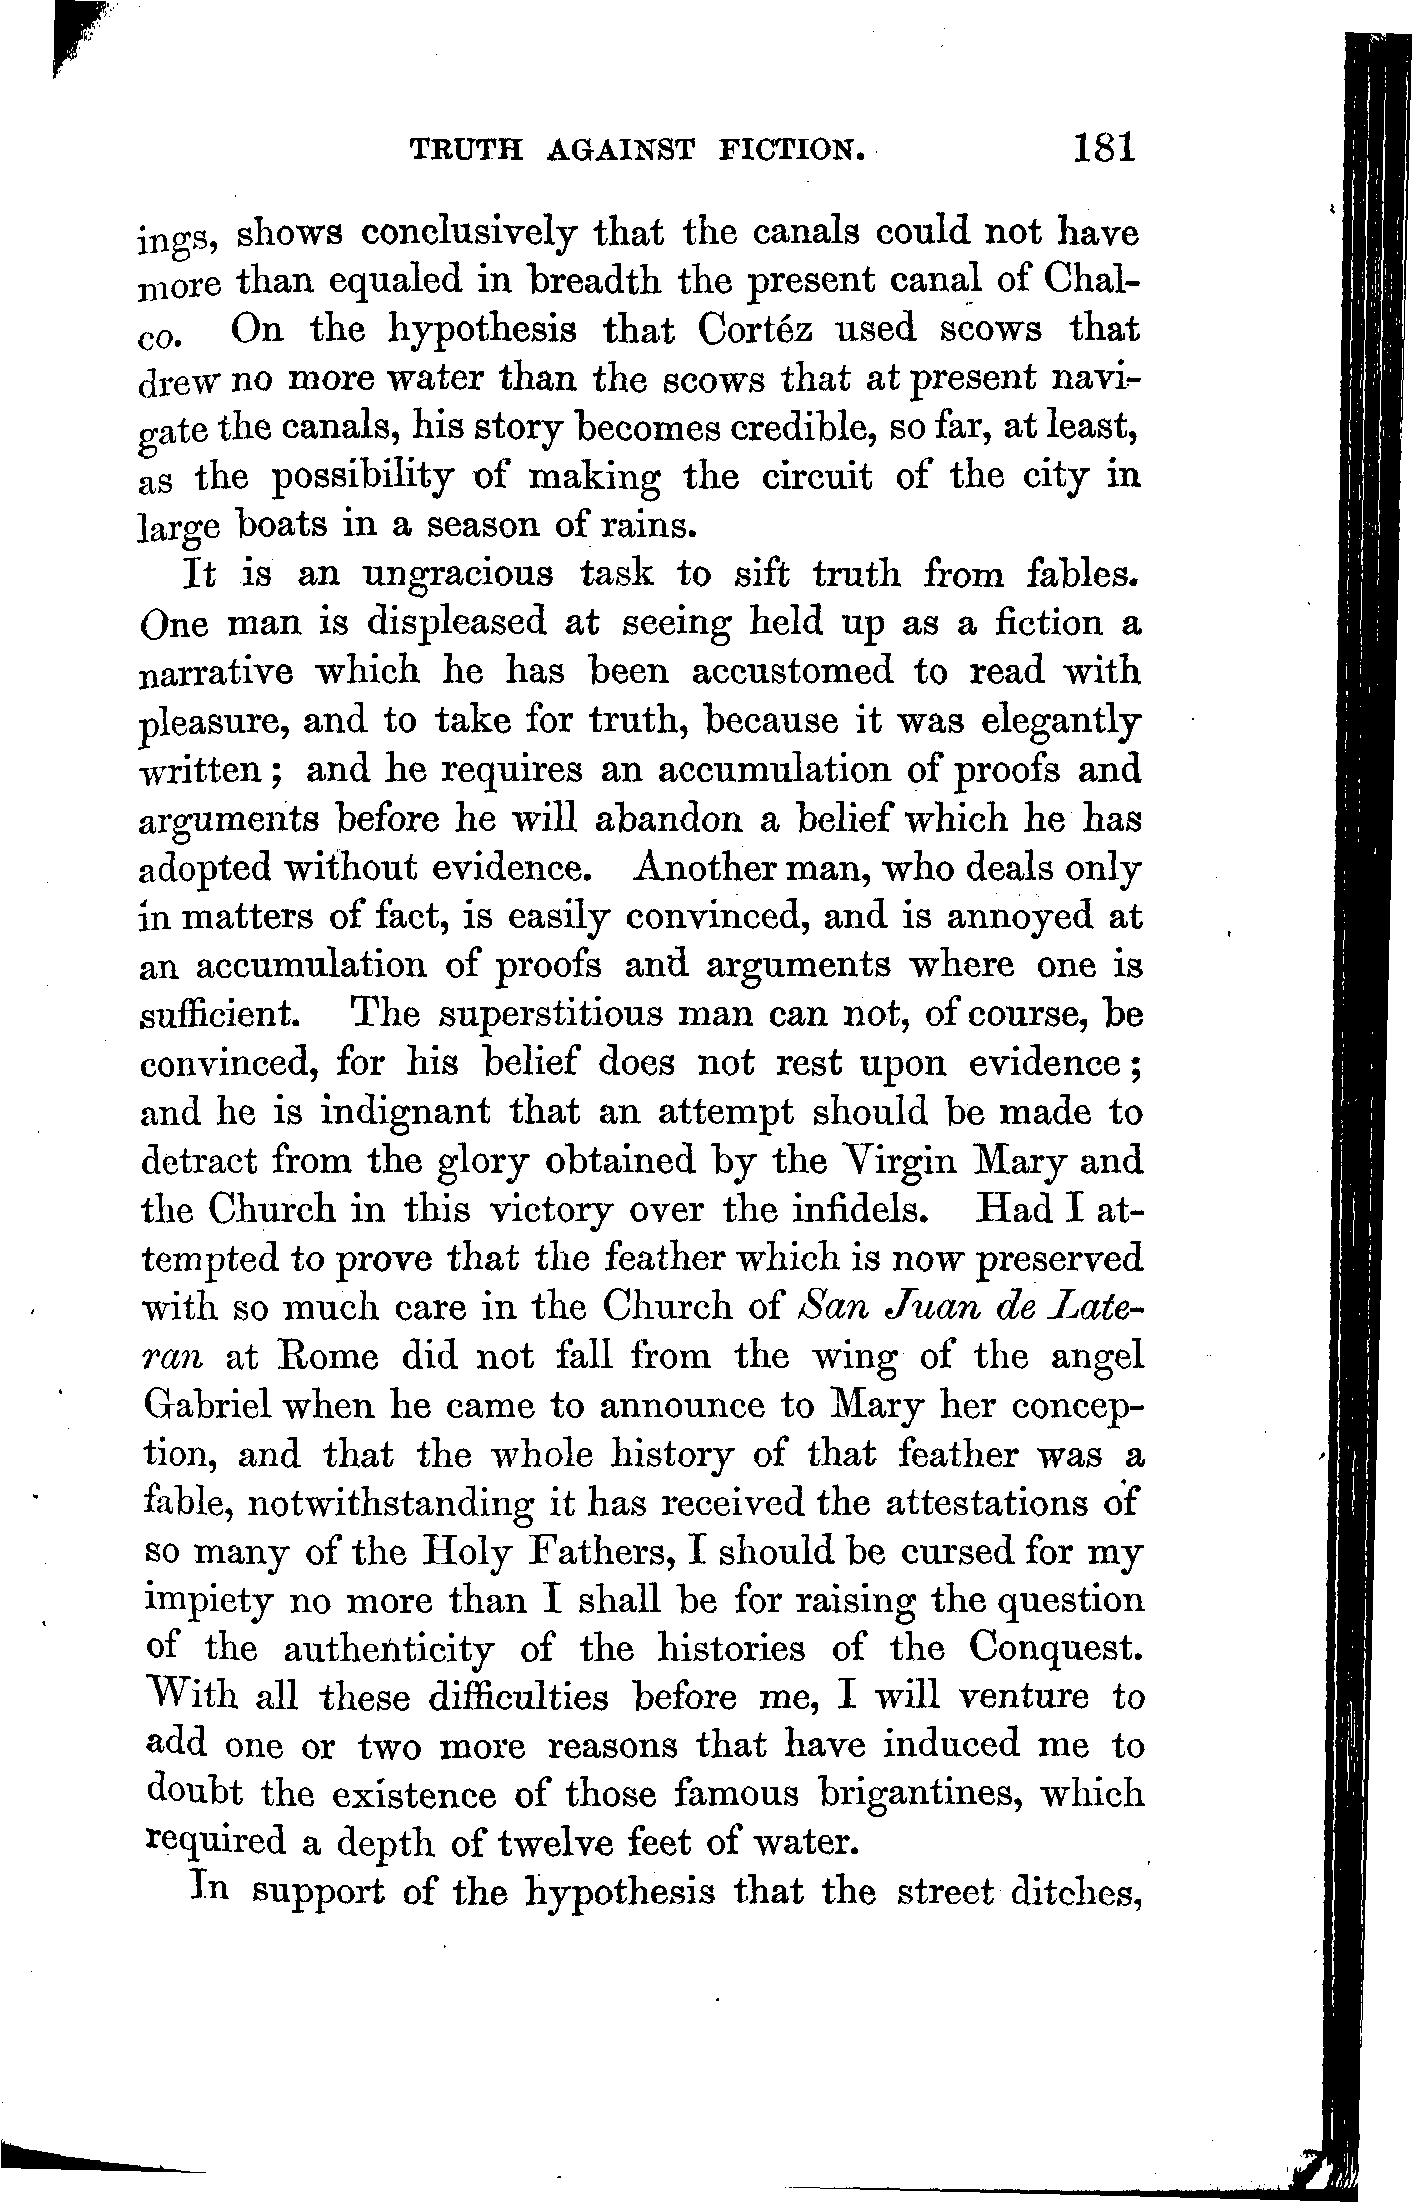 TRUTH AGAINST FICTION. 181
ings, shows conclusively that the canals could not have
more than equaled in breadth the present canal of Chal-
co. On the hypothesis that Cortéz used scows that
drew no more water than the scows that at present navi-
gate the canals, his story becomes credible, so far, at least,
as the possibility of making the circuit of the city in
large boats in a season of rains.
It is an ungracious task to sift truth from fables.
One man is displeased at seeing held up as a fiction a
narrative which he has been accustomed to read with
pleasure, and to take for truth, because it was elegantly
written; and he requires an accumulation of proofs and
arguments before he will abandon a belief which he has
adopted without evidence. Another man, who deals only
in matters of fact, is easily convinced, and is annoyed at
an accumulation of proofs and arguments where one is
sufficient. The superstitious man can not, of course, be
convinced, for his belief does not rest upon evidence;
and he is indignant that an attempt should be made to
detract from the glory obtained by the Virgin Mary and
the Church in this victory over the infidels. Had I at-
tempted to prove that the feather which is now preserved
with so much care in the Church of San Juan de Late-
ran at Rome did not fall from the wing of the angel
Gabriel when he came to announce to Mary her concep-
tion, and that the whole history of that feather was a
fable, notwithstanding it has received the attestations of
so many of the Holy Fathers, I should be cursed for my
impiety no more than I shall be for raising the question
of the authenticity of the histories of the Conquest.
With all these difficulties before me, I will venture to
add one or two more reasons that have induced me to
doubt the existence of those famous brigantines, which
required a depth of twelve feet of water.
In support of the hypothesis that the street ditches,